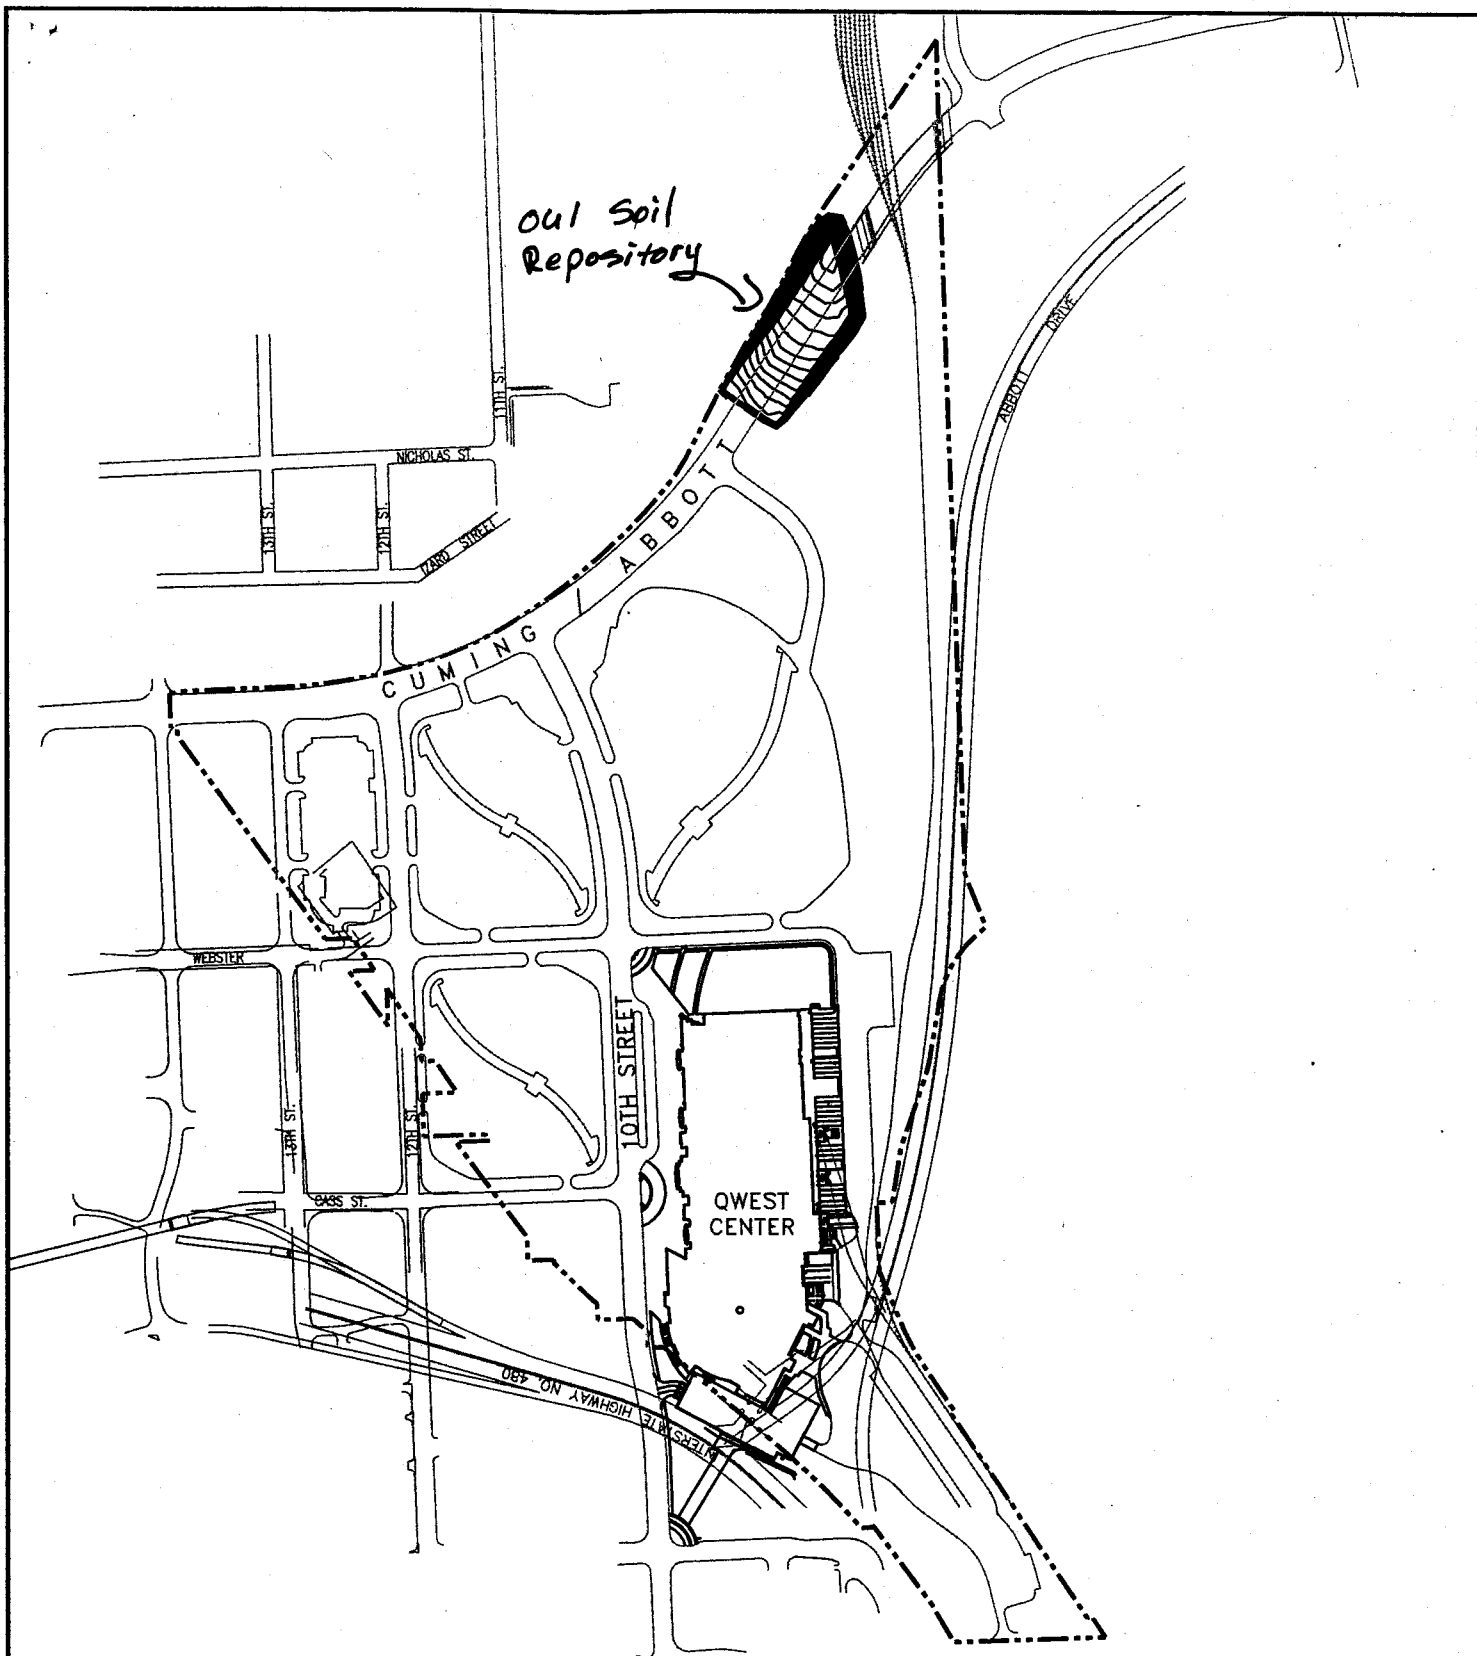 OU1 Soil
Repository
ABBOTT
DRIVE
11TH ST.
NICHOLAS ST.
13TH ST.
12TH ST.
IZARD STREET
CUMING / ABBOTT
WEBSTER
10TH STREET
13TH ST.
12TH ST.
CASS ST.
QWEST
CENTER
INTERSTATE HIGHWAY NO. 480